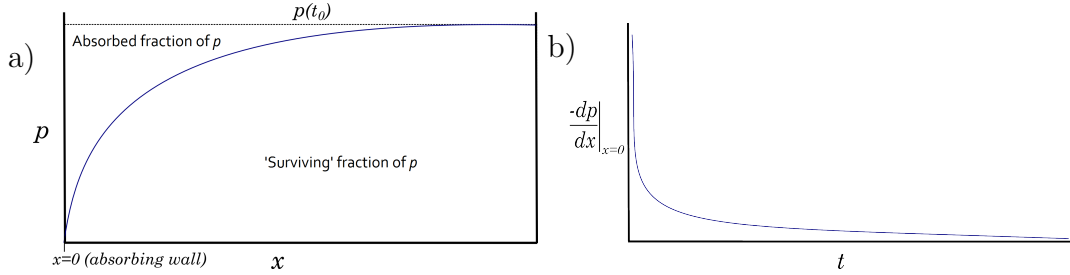 a)
p(t₀)
Absorbed fraction of p
p
'Surviving' fraction of p
x=0 (absorbing wall)
x
b)
-dp
dx
x=0
t